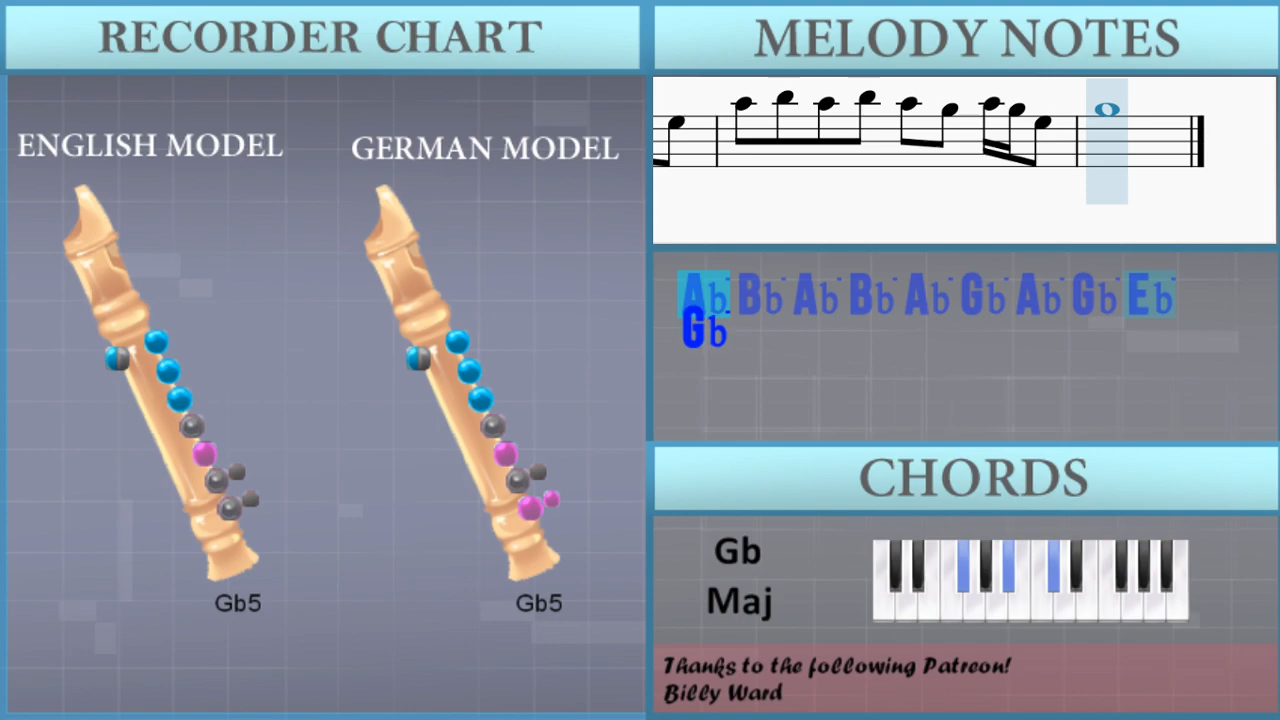 RECORDER CHART
ENGLISH MODEL
GERMAN MODEL
Gb5
Gb5
MELODY NOTES
Ab Bb Ab Bb Ab Gb Ab Gb Eb
Gb
CHORDS
Gb
Maj
Thanks to the following Patreon!
Billy Ward